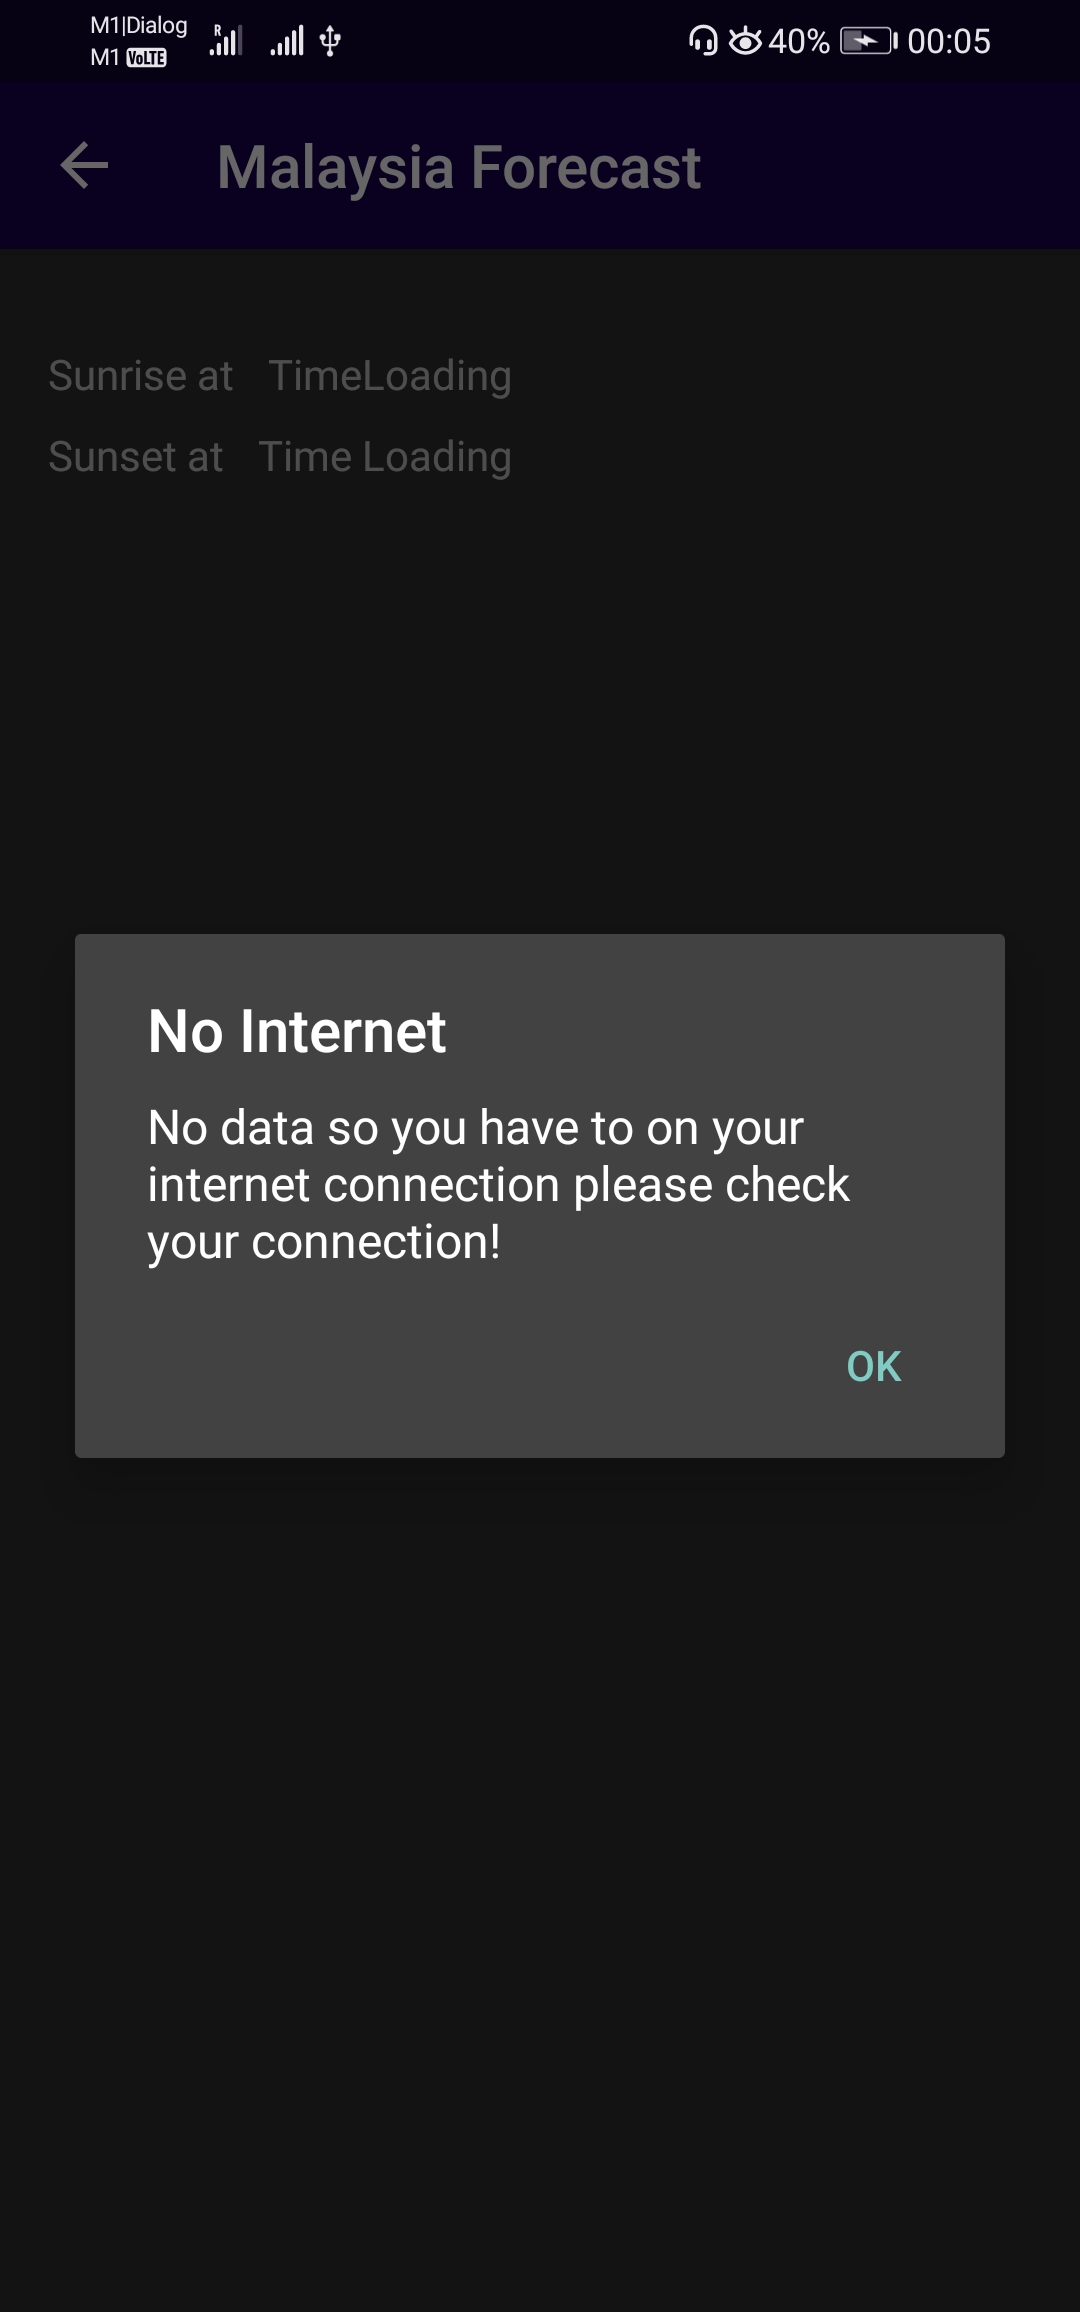 M1|Dialog
M1 VoLTE
R
40% 00:05
Malaysia Forecast
Sunrise at TimeLoading
Sunset at Time Loading
No Internet
No data so you have to on your
internet connection please check
your connection!
OK